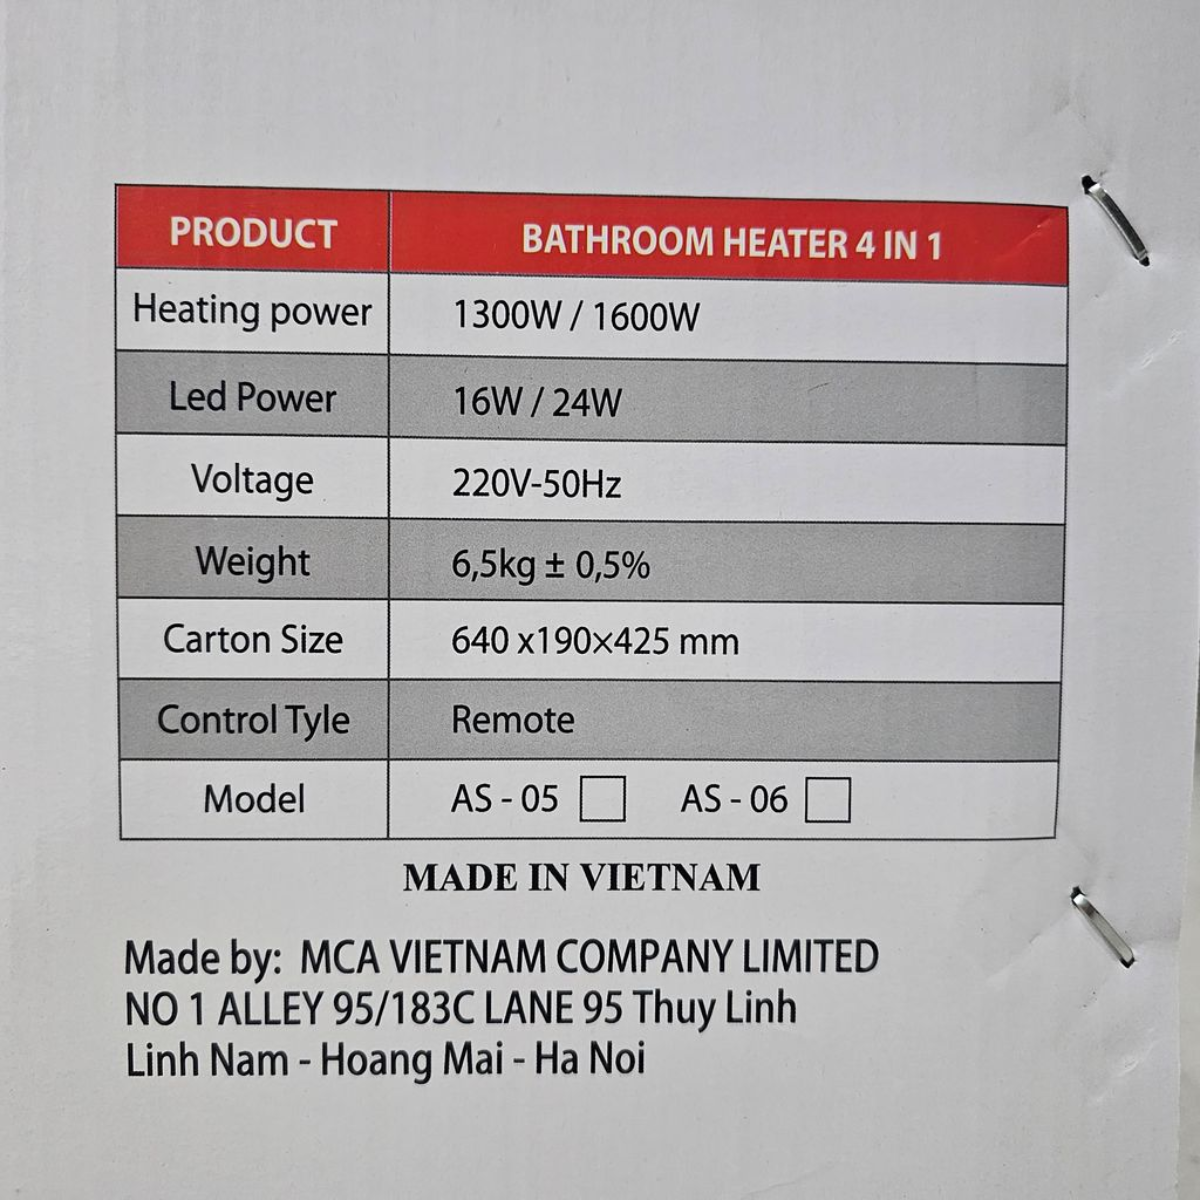 PRODUCT BATHROOM HEATER 4 IN 1
Heating power 1300W / 1600W
Led Power 16W / 24W
Voltage 220V-50Hz
Weight 6,5kg ± 0,5%
Carton Size 640 x190×425 mm
Control Tyle Remote
Model AS - 05 AS - 06
MADE IN VIETNAM
Made by: MCA VIETNAM COMPANY LIMITED
NO 1 ALLEY 95/183C LANE 95 Thuy Linh
Linh Nam - Hoang Mai - Ha Noi